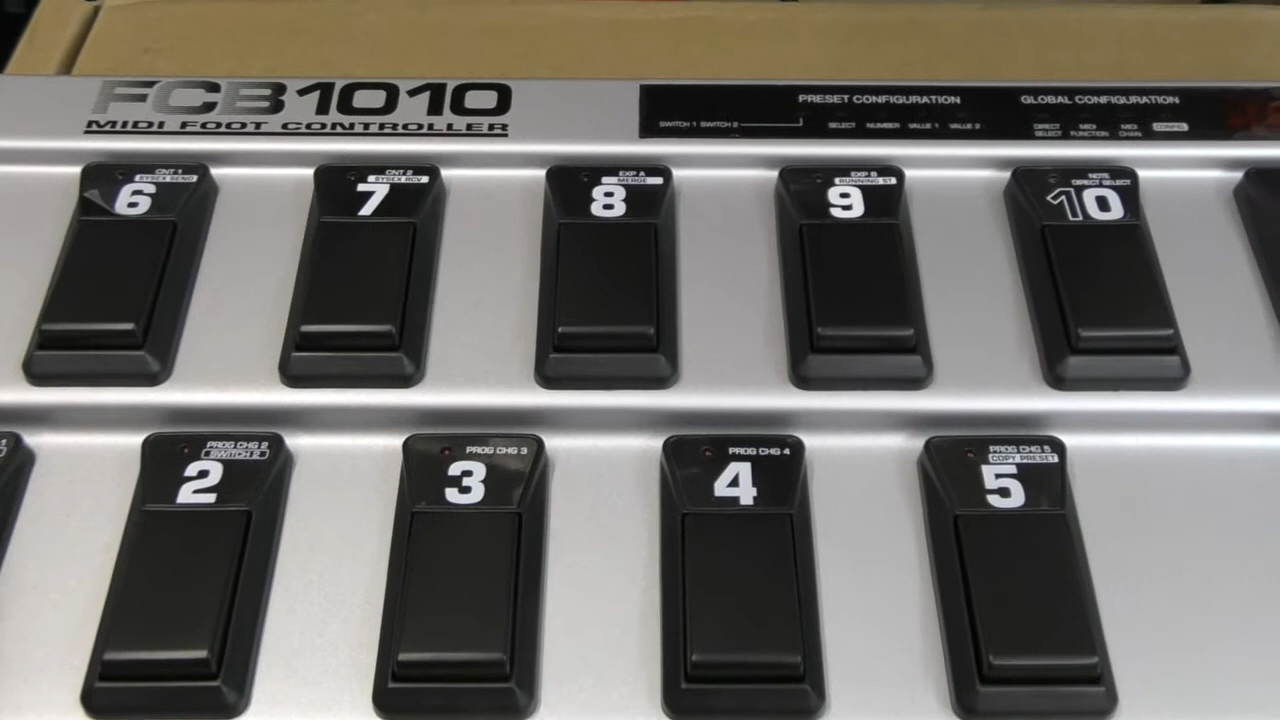 FCB1010
MIDI FOOT CONTROLLER
PRESET CONFIGURATION
GLOBAL CONFIGURATION
SWITCH 1 SWITCH 2
SELECT NUMBER VALUE 1 VALUE 2
DIRECT SELECT
MIDI FUNCTION
MIDI CHAN
CONFIG
CNT 1
SYSEX SEND
6
CNT 2
SYSEX RCV
7
EXP A
MERGE
8
EXP B
RUNNING ST
9
NOTE
DIRECT SELECT
10
PROG CHG 2
SWITCH 2
2
PROG CHG 3
3
PROG CHG 4
4
PROG CHG 5
COPY PRESET
5